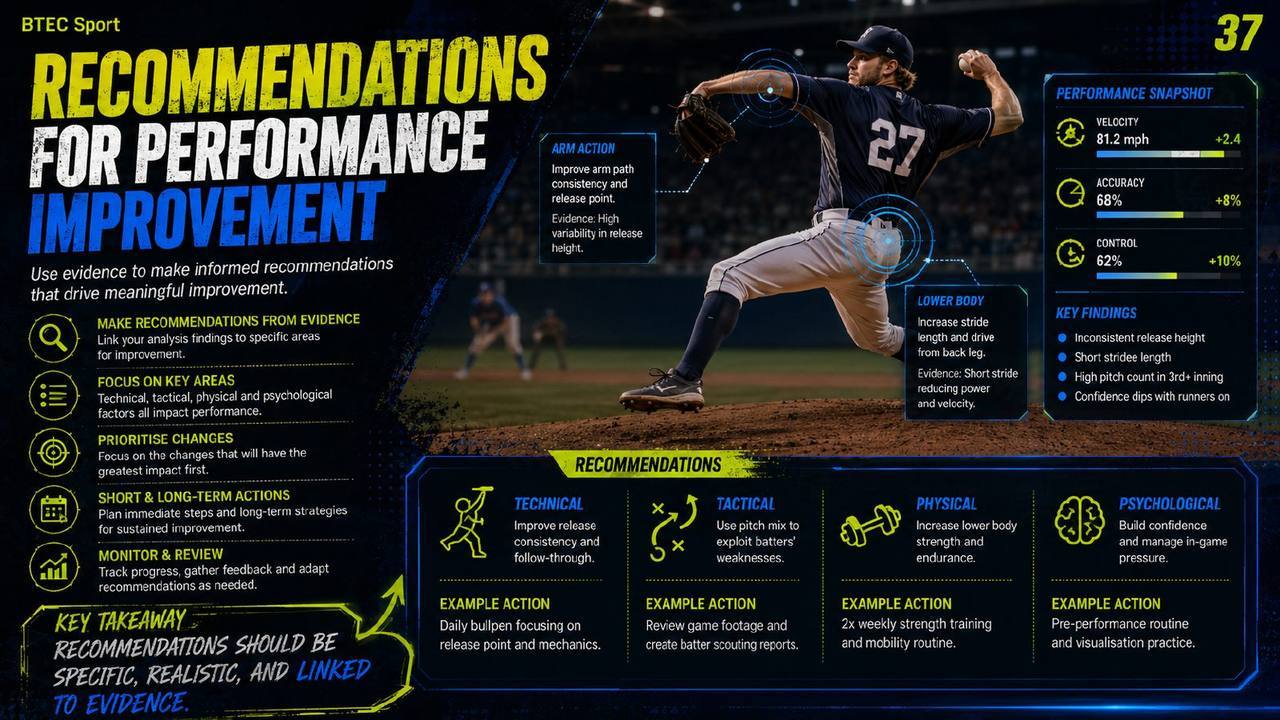 BTEC Sport
37
RECOMMENDATIONS
FOR PERFORMANCE
IMPROVEMENT
Use evidence to make informed recommendations
that drive meaningful improvement.
MAKE RECOMMENDATIONS FROM EVIDENCE
Link your analysis findings to specific areas
for improvement.
FOCUS ON KEY AREAS
Technical, tactical, physical and psychological
factors all impact performance.
PRIORITISE CHANGES
Focus on the changes that will have the
greatest impact first.
SHORT & LONG-TERM ACTIONS
Plan immediate steps and long-term strategies
for sustained improvement.
MONITOR & REVIEW
Track progress, gather feedback and adapt
recommendations as needed.
KEY TAKEAWAY
RECOMMENDATIONS SHOULD BE
SPECIFIC, REALISTIC, AND LINKED
TO EVIDENCE.
ARM ACTION
Improve arm path
consistency and
release point.
Evidence: High
variability in release
height.
27
LOWER BODY
Increase stride
length and drive
from back leg.
Evidence: Short stride
reducing power
and velocity.
PERFORMANCE SNAPSHOT
VELOCITY
81.2 mph +2.4
ACCURACY
68% +8%
CONTROL
62% +10%
KEY FINDINGS
Inconsistent release height
Short stridee length
High pitch count in 3rd+ inning
Confidence dips with runners on
RECOMMENDATIONS
TECHNICAL
Improve release
consistency and
follow-through.
EXAMPLE ACTION
Daily bullpen focusing on
release point and mechanics.
TACTICAL
Use pitch mix to
exploit batters'
weaknesses.
EXAMPLE ACTION
Review game footage and
create batter scouting reports.
PHYSICAL
Increase lower body
strength and
endurance.
EXAMPLE ACTION
2x weekly strength training
and mobility routine.
PSYCHOLOGICAL
Build confidence
and manage in-game
pressure.
EXAMPLE ACTION
Pre-performance routine
and visualisation practice.